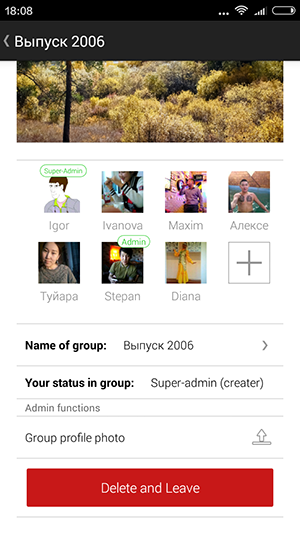 18:08
Выпуск 2006
Super-Admin
Igor Ivanova Maxim Алексе
Admin
Туйара Stepan Diana
Name of group: Выпуск 2006
Your status in group: Super-admin (creater)
Admin functions
Group profile photo
Delete and Leave